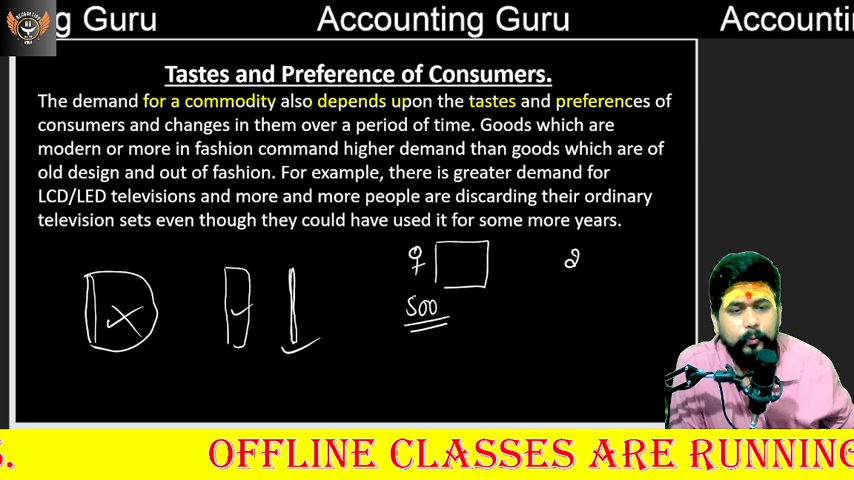 g Guru Accounting Guru Accountin
Tastes and Preference of Consumers.
The demand for a commodity also depends upon the tastes and preferences of
consumers and changes in them over a period of time. Goods which are
modern or more in fashion command higher demand than goods which are of
old design and out of fashion. For example, there is greater demand for
LCD/LED televisions and more and more people are discarding their ordinary
television sets even though they could have used it for some more years.
500
S. OFFLINE CLASSES ARE RUNNING